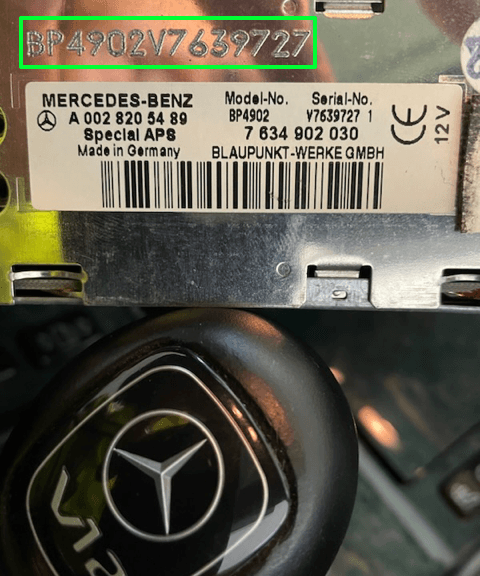 BP4902V7639727
MERCEDES-BENZ Model-No. Serial-No.
A 002 820 54 89 BP4902 V7639727 1
Special APS 7 634 902 030
Made in Germany BLAUPUNKT-WERKE GMBH
CE
12 V
V12